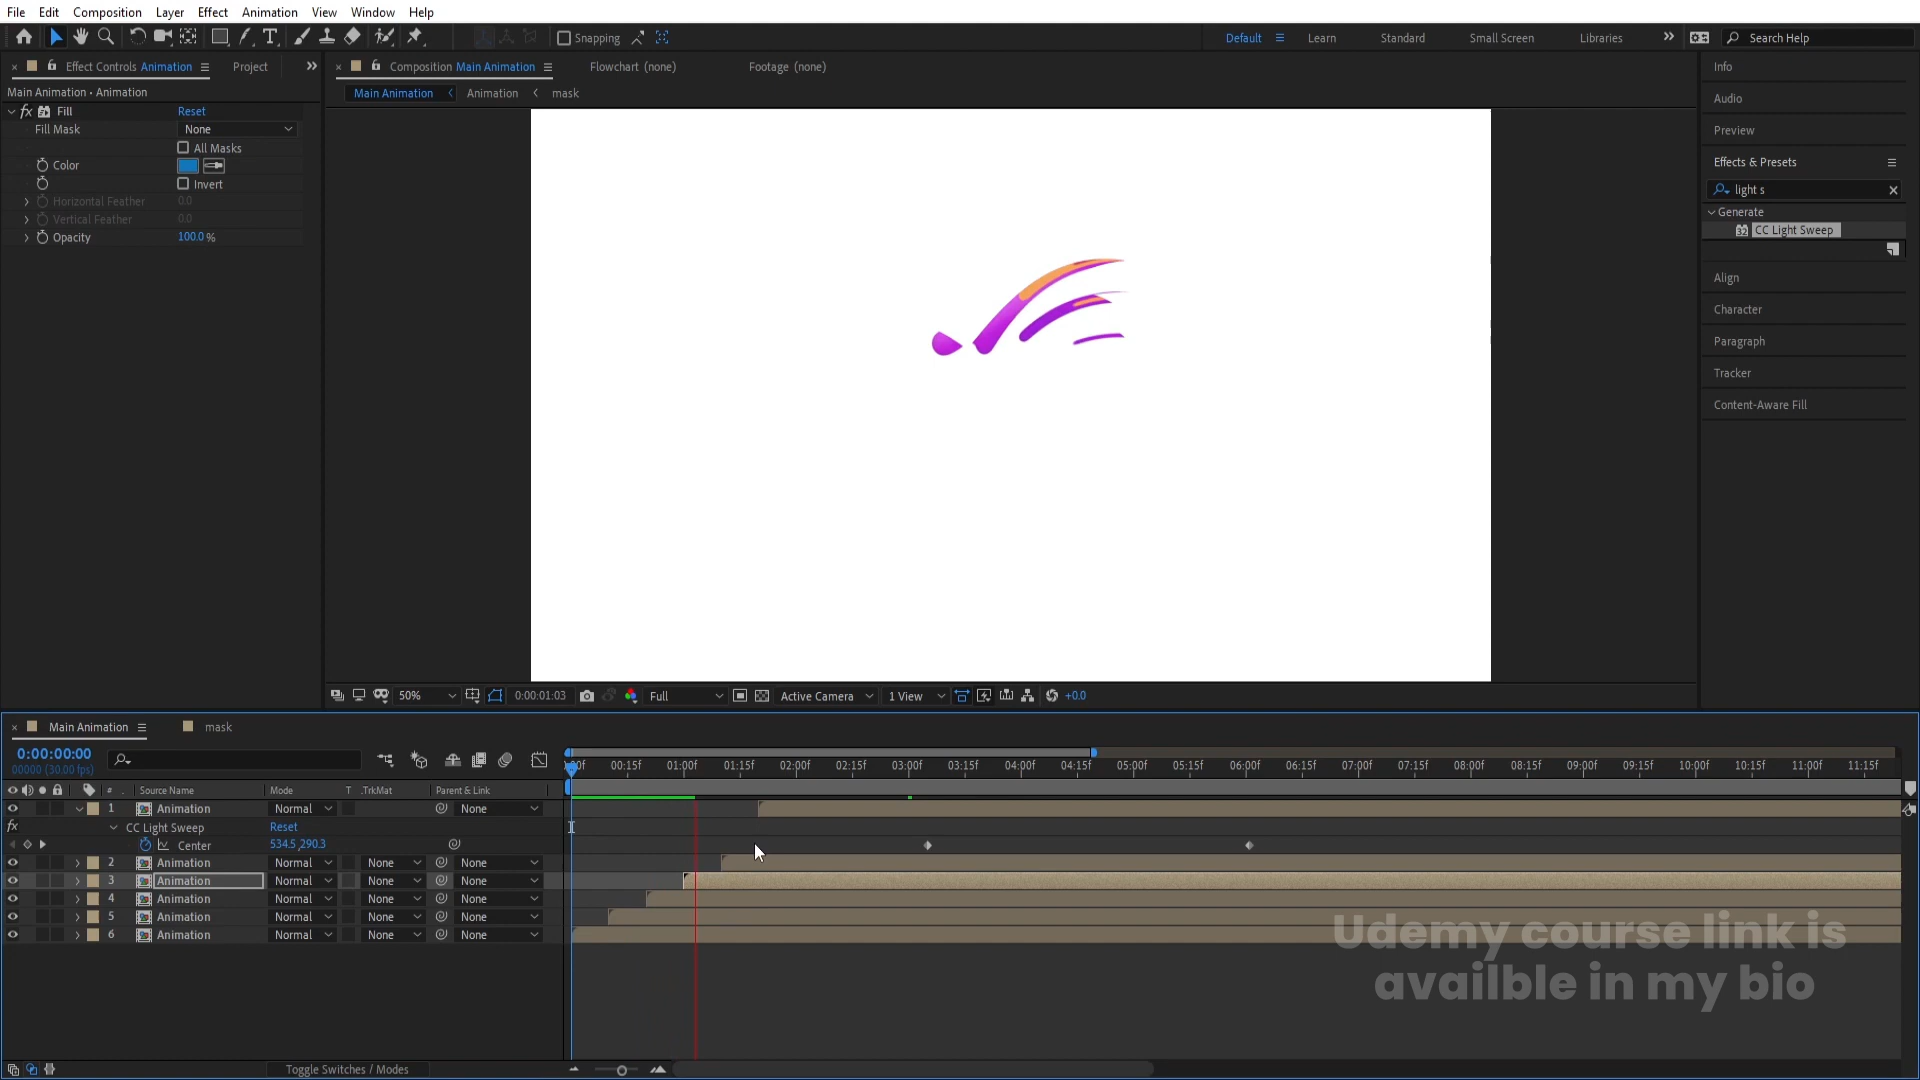 File Edit Composition Layer Effect Animation View Window Help
Snapping Default Learn Standard Small Screen Libraries Search Help
Effect Controls Animation Project
Composition Main Animation Flowchart (none) Footage (none)
Main Animation • Animation
Main Animation Animation mask
fx Fill Reset
Fill Mask None
All Masks
Color
Invert
Horizontal Feather 0.0
Vertical Feather 0.0
Opacity 100.0 %
Info
Audio
Preview
Effects & Presets
light s
Generate
32 CC Light Sweep
Align
Character
Paragraph
Tracker
Content-Aware Fill
50% 0:00:01:03 Full Active Camera 1 View +0.0
Main Animation mask
0:00:00:00
00000 (30.00 fps)
00:15f 01:00f 01:15f 02:00f 02:15f 03:00f 03:15f 04:00f 04:15f 05:00f 05:15f 06:00f 06:15f 07:00f 07:15f 08:00f 08:15f 09:00f 09:15f 10:00f 10:15f 11:00f 11:15f
# Source Name Mode T .TrkMat Parent & Link
1 Animation Normal None
fx CC Light Sweep Reset
Center 534.5,290.3
2 Animation Normal None None
3 Animation Normal None None
4 Animation Normal None None
5 Animation Normal None None
6 Animation Normal None None
Udemy course link is
availble in my bio
Toggle Switches / Modes